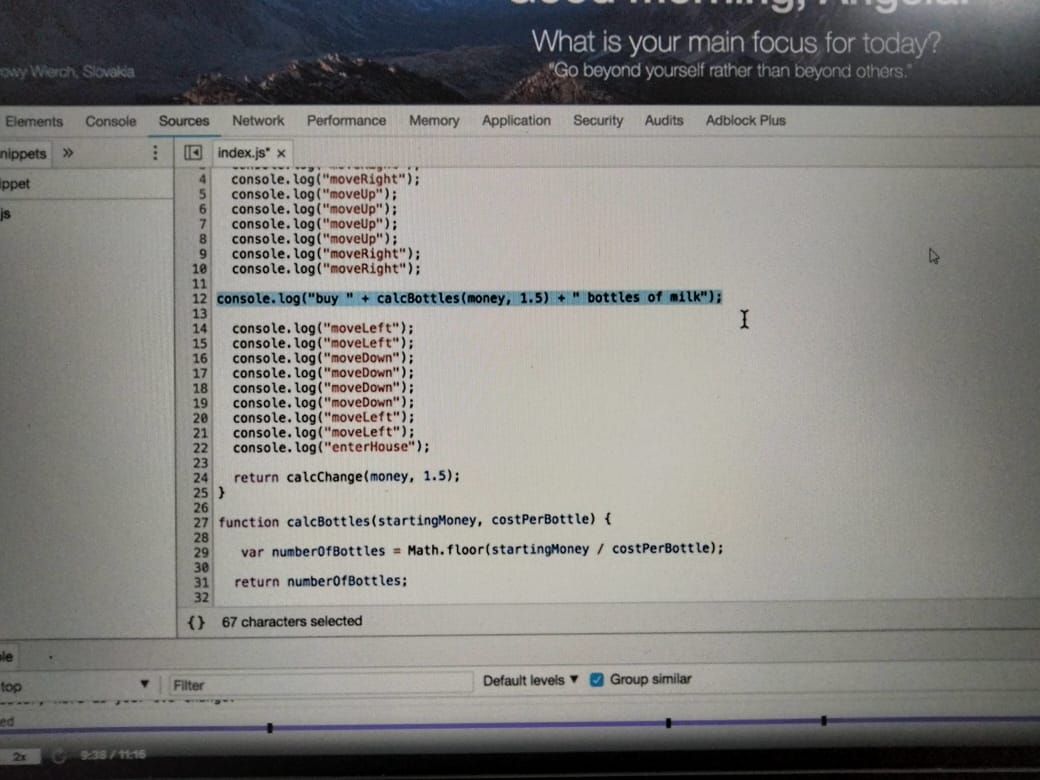 What is your main focus for today?
"Go beyond yourself rather than beyond others."
owy Wierch, Slovakia
Elements Console Sources Network Performance Memory Application Security Audits Adblock Plus
nippets » index.js* ×
ippet
js
4 console.log("moveRight");
5 console.log("moveUp");
6 console.log("moveUp");
7 console.log("moveUp");
8 console.log("moveUp");
9 console.log("moveRight");
10 console.log("moveRight");
11
12 console.log("buy " + calcBottles(money, 1.5) + " bottles of milk");
13
14 console.log("moveLeft");
15 console.log("moveLeft");
16 console.log("moveDown");
17 console.log("moveDown");
18 console.log("moveDown");
19 console.log("moveDown");
20 console.log("moveLeft");
21 console.log("moveLeft");
22 console.log("enterHouse");
23
24 return calcChange(money, 1.5);
25 }
26
27 function calcBottles(startingMoney, costPerBottle) {
28
29 var numberOfBottles = Math.floor(startingMoney / costPerBottle);
30
31 return numberOfBottles;
32
{} 67 characters selected
le
top Filter Default levels ▼ Group similar
ed
2x 9:38 / 11:16